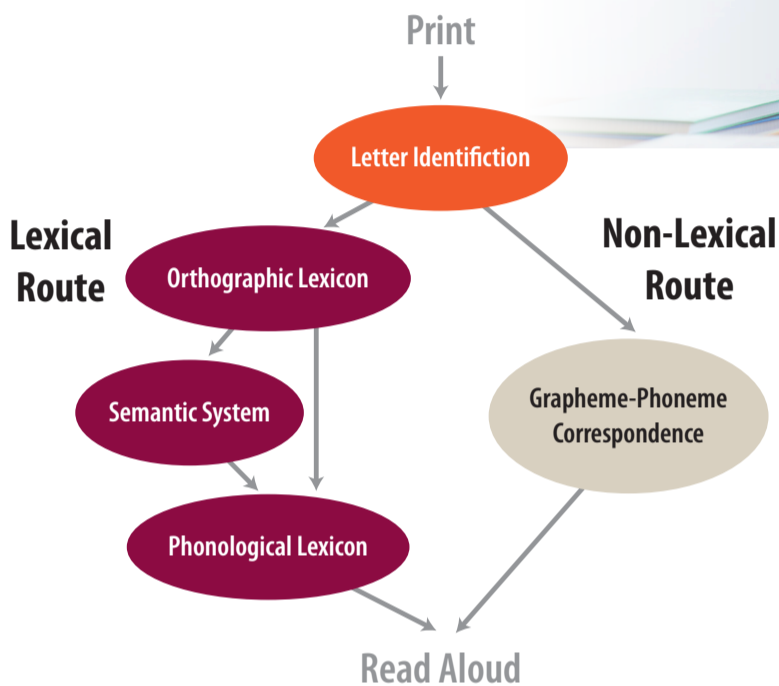 Print
Letter Identifiction
Lexical
Route
Non-Lexical
Route
Orthographic Lexicon
Semantic System
Grapheme-Phoneme
Correspondence
Phonological Lexicon
Read Aloud